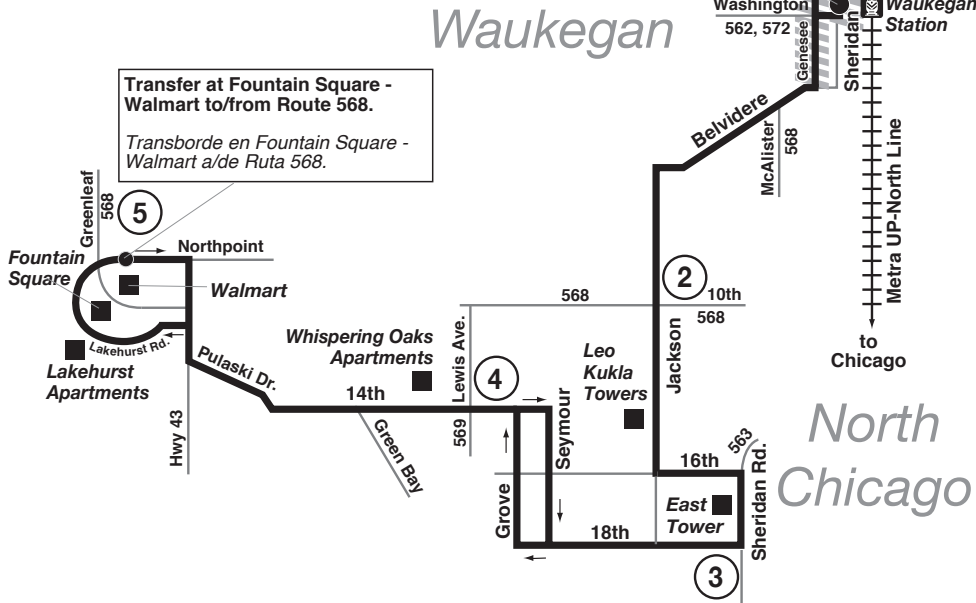 Waukegan
Washington
562, 572
Genesee
Sheridan
Waukegan
Station
Transfer at Fountain Square -
Walmart to/from Route 568.
Transborde en Fountain Square -
Walmart a/de Ruta 568.
Belvidere
McAlister
568
Metra UP-North Line
Greenleaf
568
5
Northpoint
Fountain
Square
Walmart
2
568
10th
568
Lakehurst Rd.
Lakehurst
Apartments
Pulaski Dr.
Whispering Oaks
Apartments
Lewis Ave.
Leo
Kukla
Towers
Jackson
to
Chicago
4
14th
Hwy 43
Green Bay
569
Seymour
Grove
16th
563
Sheridan Rd.
North
Chicago
East
Tower
18th
3